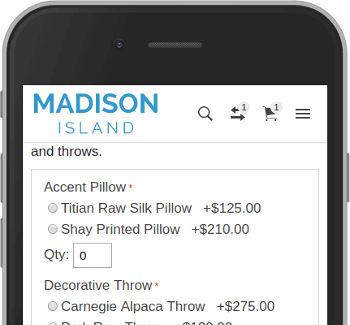 MADISON
ISLAND
1
1
and throws.
Accent Pillow *
Titian Raw Silk Pillow +$125.00
Shay Printed Pillow +$210.00
Qty: 0
Decorative Throw *
Carnegie Alpaca Throw +$275.00